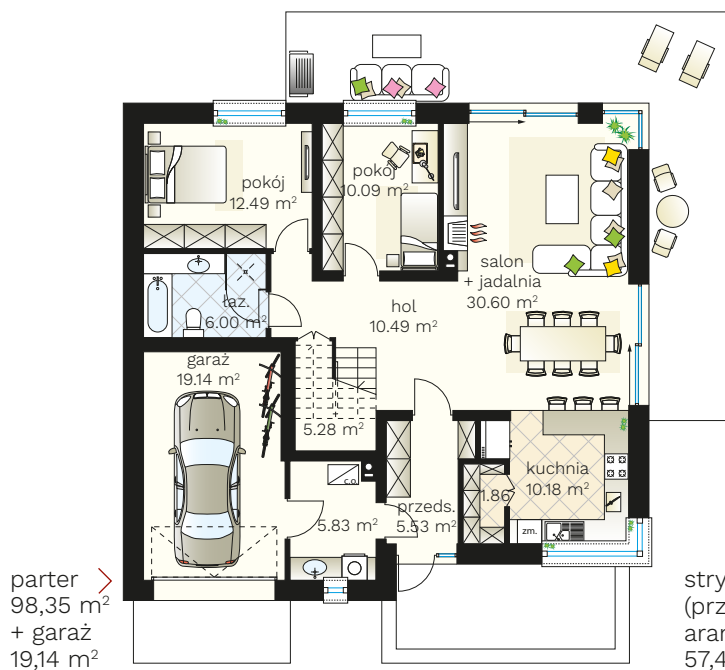 pokój
12.49 m²
pokój
10.09 m²
salon
+ jadalnia
30.60 m²
łaz.
6.00 m²
hol
10.49 m²
garaż
19.14 m²
5.28 m²
kuchnia
10.18 m²
1.86
c.o.
przeds.
5.53 m²
5.83 m²
zm.
parter
98,35 m²
+ garaż
19,14 m²
stry
(prz
aran
57,4